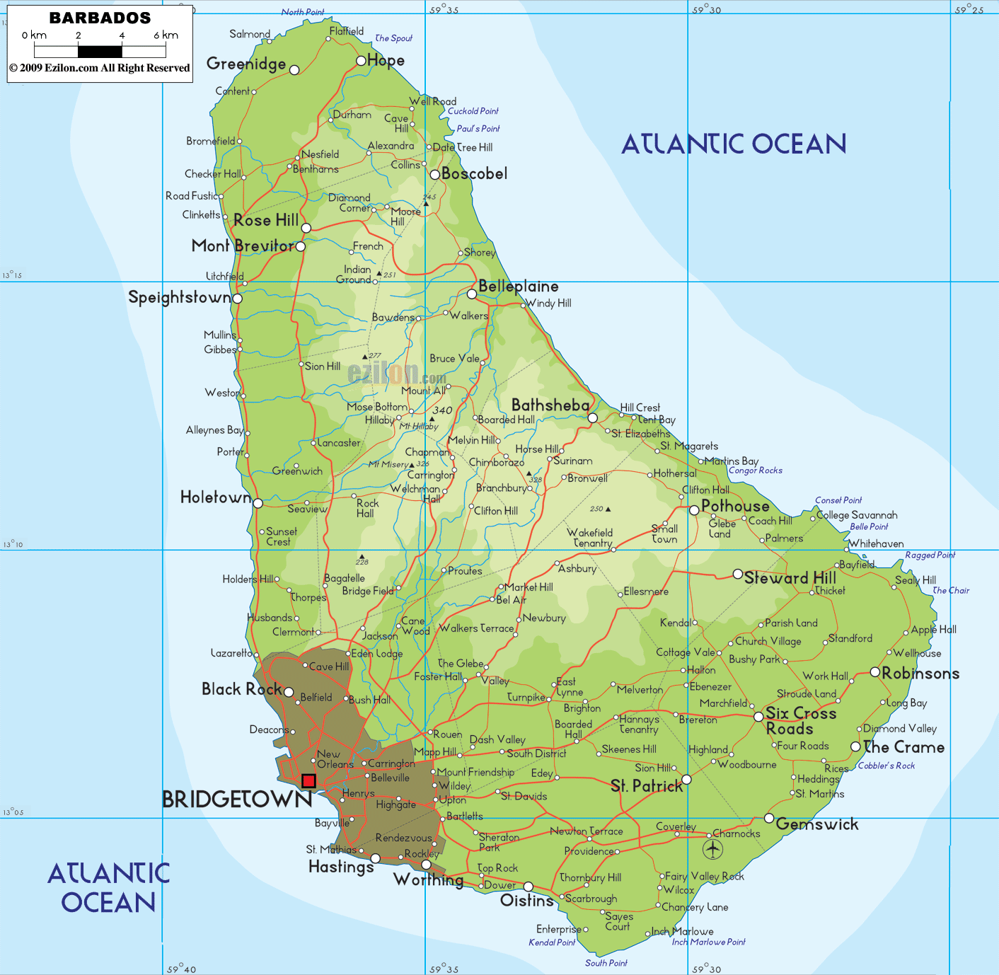 BARBADOS
0 km 2 4 6 km
© 2009 Ezilon.com All Right Reserved
59°35
59°30
59°25
North Point
Salmond
Flatfield
The Spout
Greenidge
Hope
Content
Well Road
Cuckold Point
Durham
Cave
Hill
Paul's Point
Bromefield
Alexandra
Date Tree Hill
ATLANTIC OCEAN
Nesfield
Benthams
Collins
Checker Hall
Boscobel
Road Fustic
Diamond
Corner
245
Clinketts
Moore
Hill
Rose Hill
Mont Brevitor
French
Shorey
13°15
Litchfield
Indian
Ground
251
Speightstown
Belleplaine
Windy Hill
Bawdens
Walkers
Mullins
Gibbes
277
Bruce Vale
Sion Hill
ezilon.com
Weston
Mount All
Mose Bottom
340
Bathsheba
Hill Crest
Tent Bay
Hillaby
Mt Hillaby
Boarded Hall
St. Elizabeths
Alleynes Bay
Lancaster
Melvin Hill
Porter
Chapman
Horse Hill
St. Magarets
Greenwich
Mt Misery
326
Chimborazo
Surinam
Martins Bay
Congor Rocks
Carrington
328
Bronwell
Hothersal
Welchman
Hall
Branchbury
Clifton Hall
Holetown
Seaview
Rock
Hall
Clifton Hill
250
Pothouse
Conset Point
College Savannah
Glebe
Land
Coach Hill
Belle Point
Sunset
Crest
Wakefield
Tenantry
Small
Town
Palmers
Whitehaven
13°10
228
Ashbury
Ragged Point
Bayfield
Holders Hill
Bagatelle
Proutes
Steward Hill
Sealy Hill
The Chair
Thorpes
Bridge Field
Market Hill
Bel Air
Ellesmere
Thicket
Husbands
Clermont
Cane
Wood
Newbury
Walkers Terrace
Kendal
Parish Land
Apple Hall
Jackson
Church Village
Standford
Lazaretto
Eden Lodge
Cottage Vale
Bushy Park
Wellhouse
Cave Hill
The Glebe
Halton
Robinsons
Black Rock
Foster Hall
Valley
East
Lynne
Melverton
Ebenezer
Work Hall
Belfield
Bush Hall
Turnpike
Brighton
Marchfield
Stroude Land
Long Bay
Deacons
Rouen
Boarded
Hall
Hannays
Tenantry
Brereton
Six Cross
Roads
Diamond Valley
Dash Valley
New
Orleans
Mapp Hill
South District
Skeenes Hill
Highland
Four Roads
The Crame
Carrington
Mount Friendship
Sion Hill
Woodbourne
Rices
Cobbler's Rock
Belleville
Edey
St. Patrick
Heddings
BRIDGETOWN
Henrys
Wildey
St. Davids
St. Martins
Highgate
Upton
13°05
Bayville
Bartletts
Gemswick
Rendezvous
Sheraton
Park
Newton Terrace
Coverley
Charnocks
St. Mathias
Rockley
Providence
Hastings
Worthing
Top Rock
Dower
Thornbury Hill
Fairy Valley Rock
Wilcox
ATLANTIC
OCEAN
Oistins
Scarbrough
Chancery Lane
Sayes
Court
Enterprise
Inch Marlowe
Kendal Point
Inch Marlowe Point
South Point
59°40
59°35
59°30